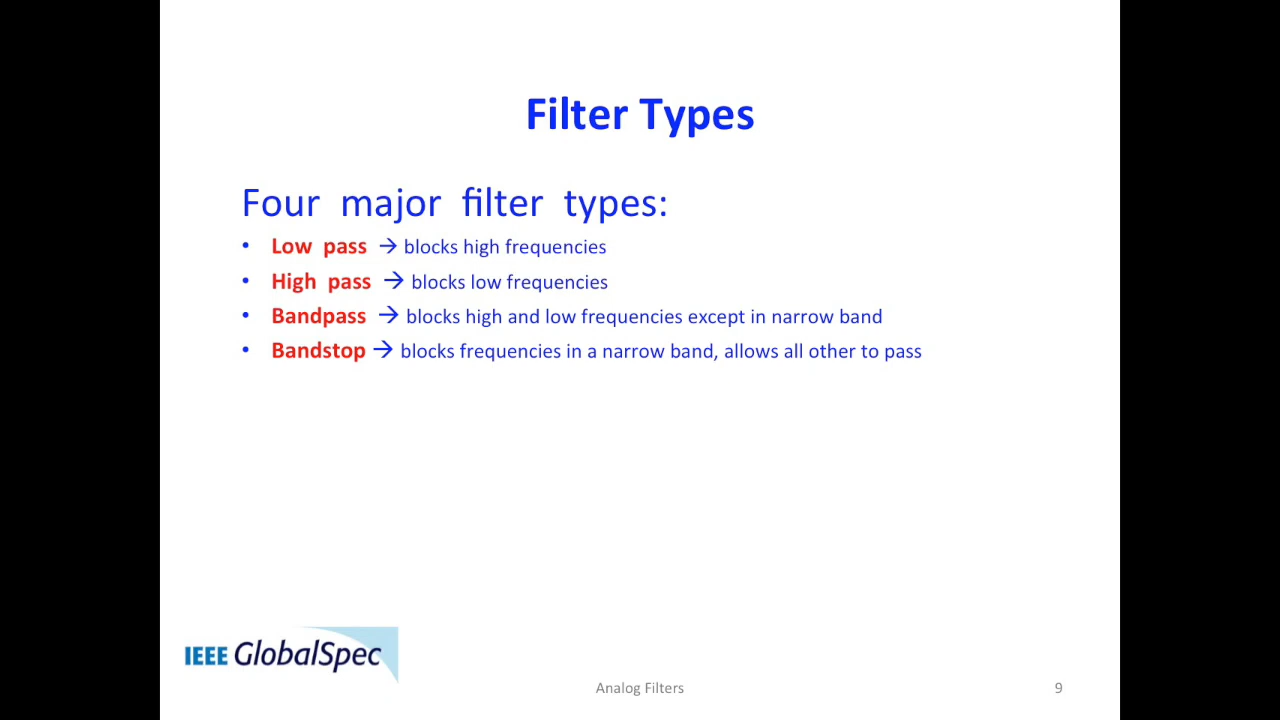 Filter Types
Four major filter types:
• Low pass → blocks high frequencies
• High pass → blocks low frequencies
• Bandpass → blocks high and low frequencies except in narrow band
• Bandstop → blocks frequencies in a narrow band, allows all other to pass
IEEE GlobalSpec
Analog Filters
9